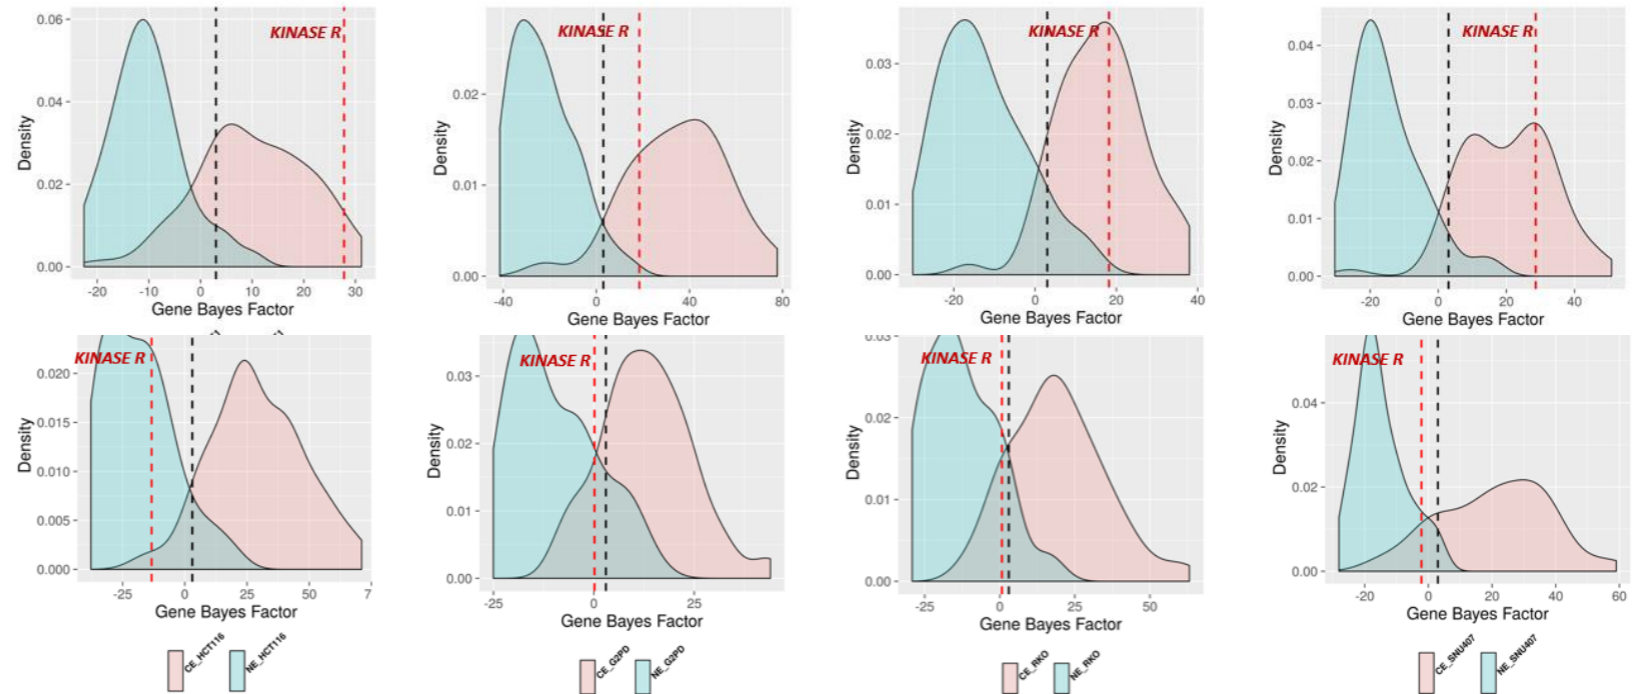 KINASE R
0.06
0.04
0.02
0.00
Density
-20
-10
0
10
20
30
Gene Bayes Factor
KINASE R
0.02
0.01
0.00
Density
-40
0
40
80
Gene Bayes Factor
KINASE R
0.03
0.02
0.01
0.00
Density
-20
0
20
40
Gene Bayes Factor
KINASE R
0.04
0.03
0.02
0.01
0.00
Density
-20
0
20
40
Gene Bayes Factor
KINASE R
0.020
0.015
0.010
0.005
0.000
Density
-25
0
25
50
7
Gene Bayes Factor
CE_HCT116
NE_HCT116
KINASE R
0.03
0.02
0.01
0.00
Density
-25
0
25
Gene Bayes Factor
CE_G2PD
NE_G2PD
KINASE R
0.03
0.02
0.01
0.00
Density
-25
0
25
50
Gene Bayes Factor
CE_RKO
NE_RKO
KINASE R
0.04
0.02
0.00
Density
-20
0
20
40
60
Gene Bayes Factor
CE_SNU407
NE_SNU407